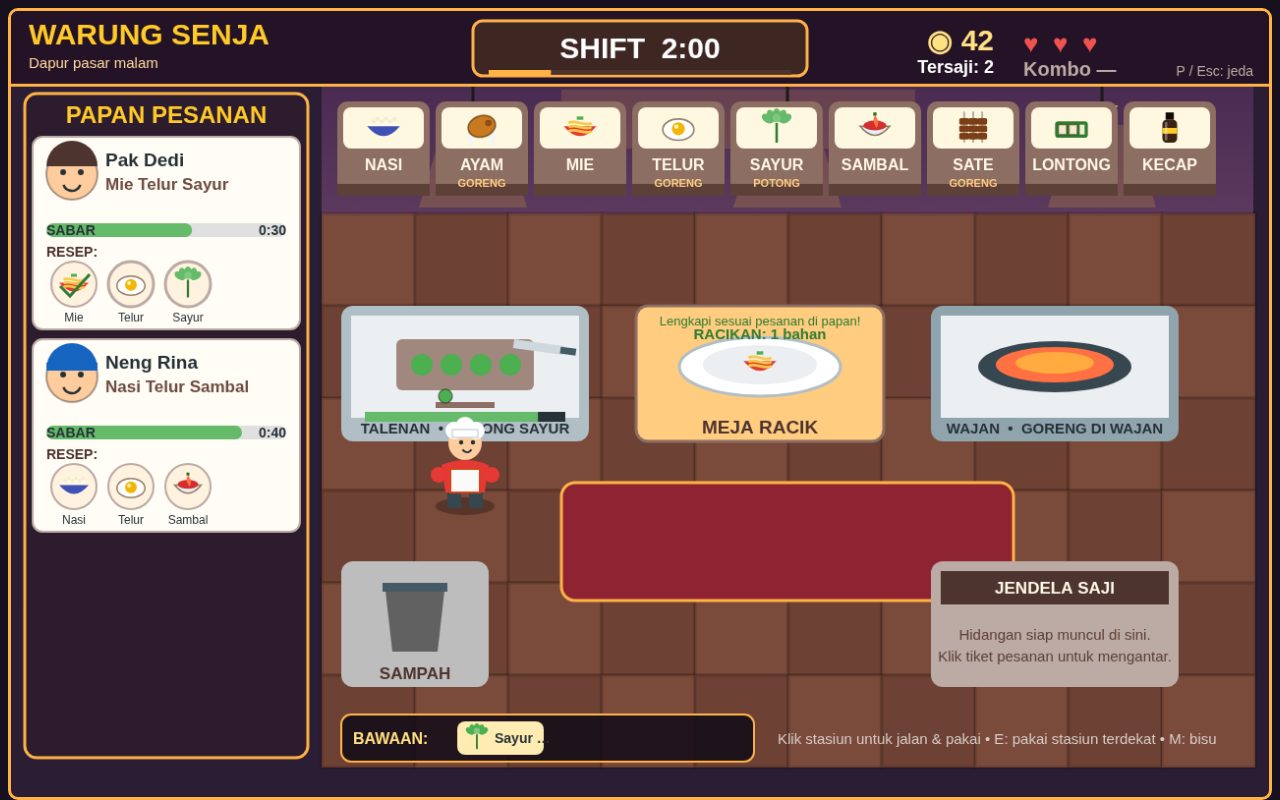 WARUNG SENJA
Dapur pasar malam
SHIFT 2:00
42
Tersaji: 2
Kombo —
P / Esc: jeda
PAPAN PESANAN
Pak Dedi
Mie Telur Sayur
SABAR 0:30
RESEP:
Mie Telur Sayur
Neng Rina
Nasi Telur Sambal
SABAR 0:40
RESEP:
Nasi Telur Sambal
NASI
AYAM
GORENG
MIE
TELUR
GORENG
SAYUR
POTONG
SAMBAL
SATE
GORENG
LONTONG
KECAP
TALENAN • ONG SAYUR
Lengkapi sesuai pesanan di papan!
RACIKAN: 1 bahan
MEJA RACIK
WAJAN • GORENG DI WAJAN
SAMPAH
JENDELA SAJI
Hidangan siap muncul di sini.
Klik tiket pesanan untuk mengantar.
BAWAAN: Sayur ..
Klik stasiun untuk jalan & pakai • E: pakai stasiun terdekat • M: bisu